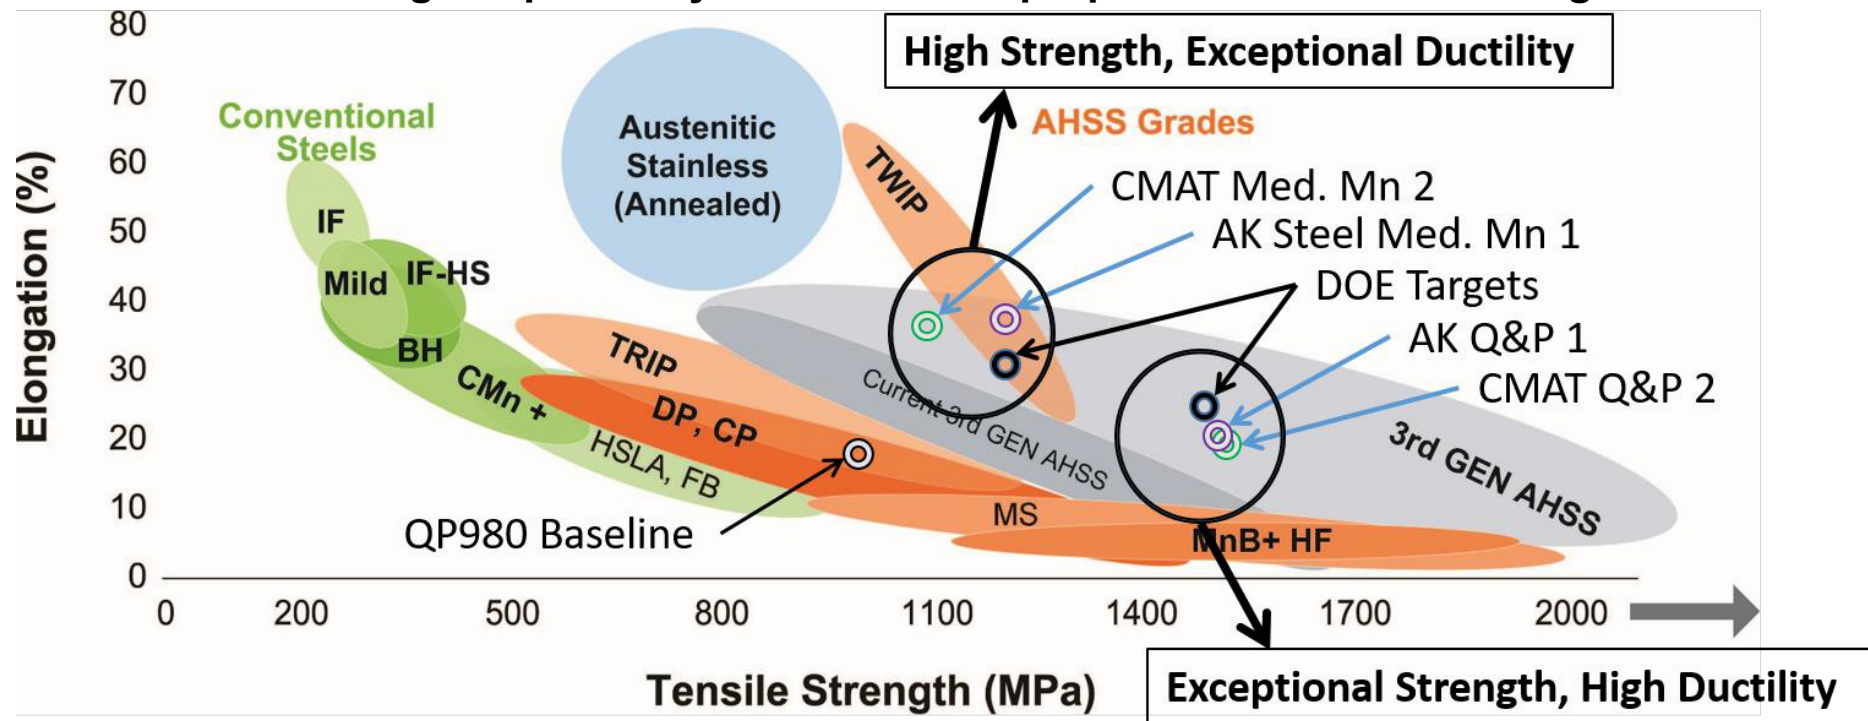 80
70
60
50
40
30
20
10
0
Elongation (%)
0
200
500
800
1100
1400
1700
2000
Tensile Strength (MPa)
High Strength, Exceptional Ductility
Conventional
Steels
IF
Mild
IF-HS
BH
CMn +
HSLA, FB
Austenitic
Stainless
(Annealed)
AHSS Grades
TWIP
TRIP
DP, CP
MS
MnB+ HF
Current 3rd GEN AHSS
3rd GEN AHSS
CMAT Med. Mn 2
AK Steel Med. Mn 1
DOE Targets
AK Q&P 1
CMAT Q&P 2
QP980 Baseline
Exceptional Strength, High Ductility